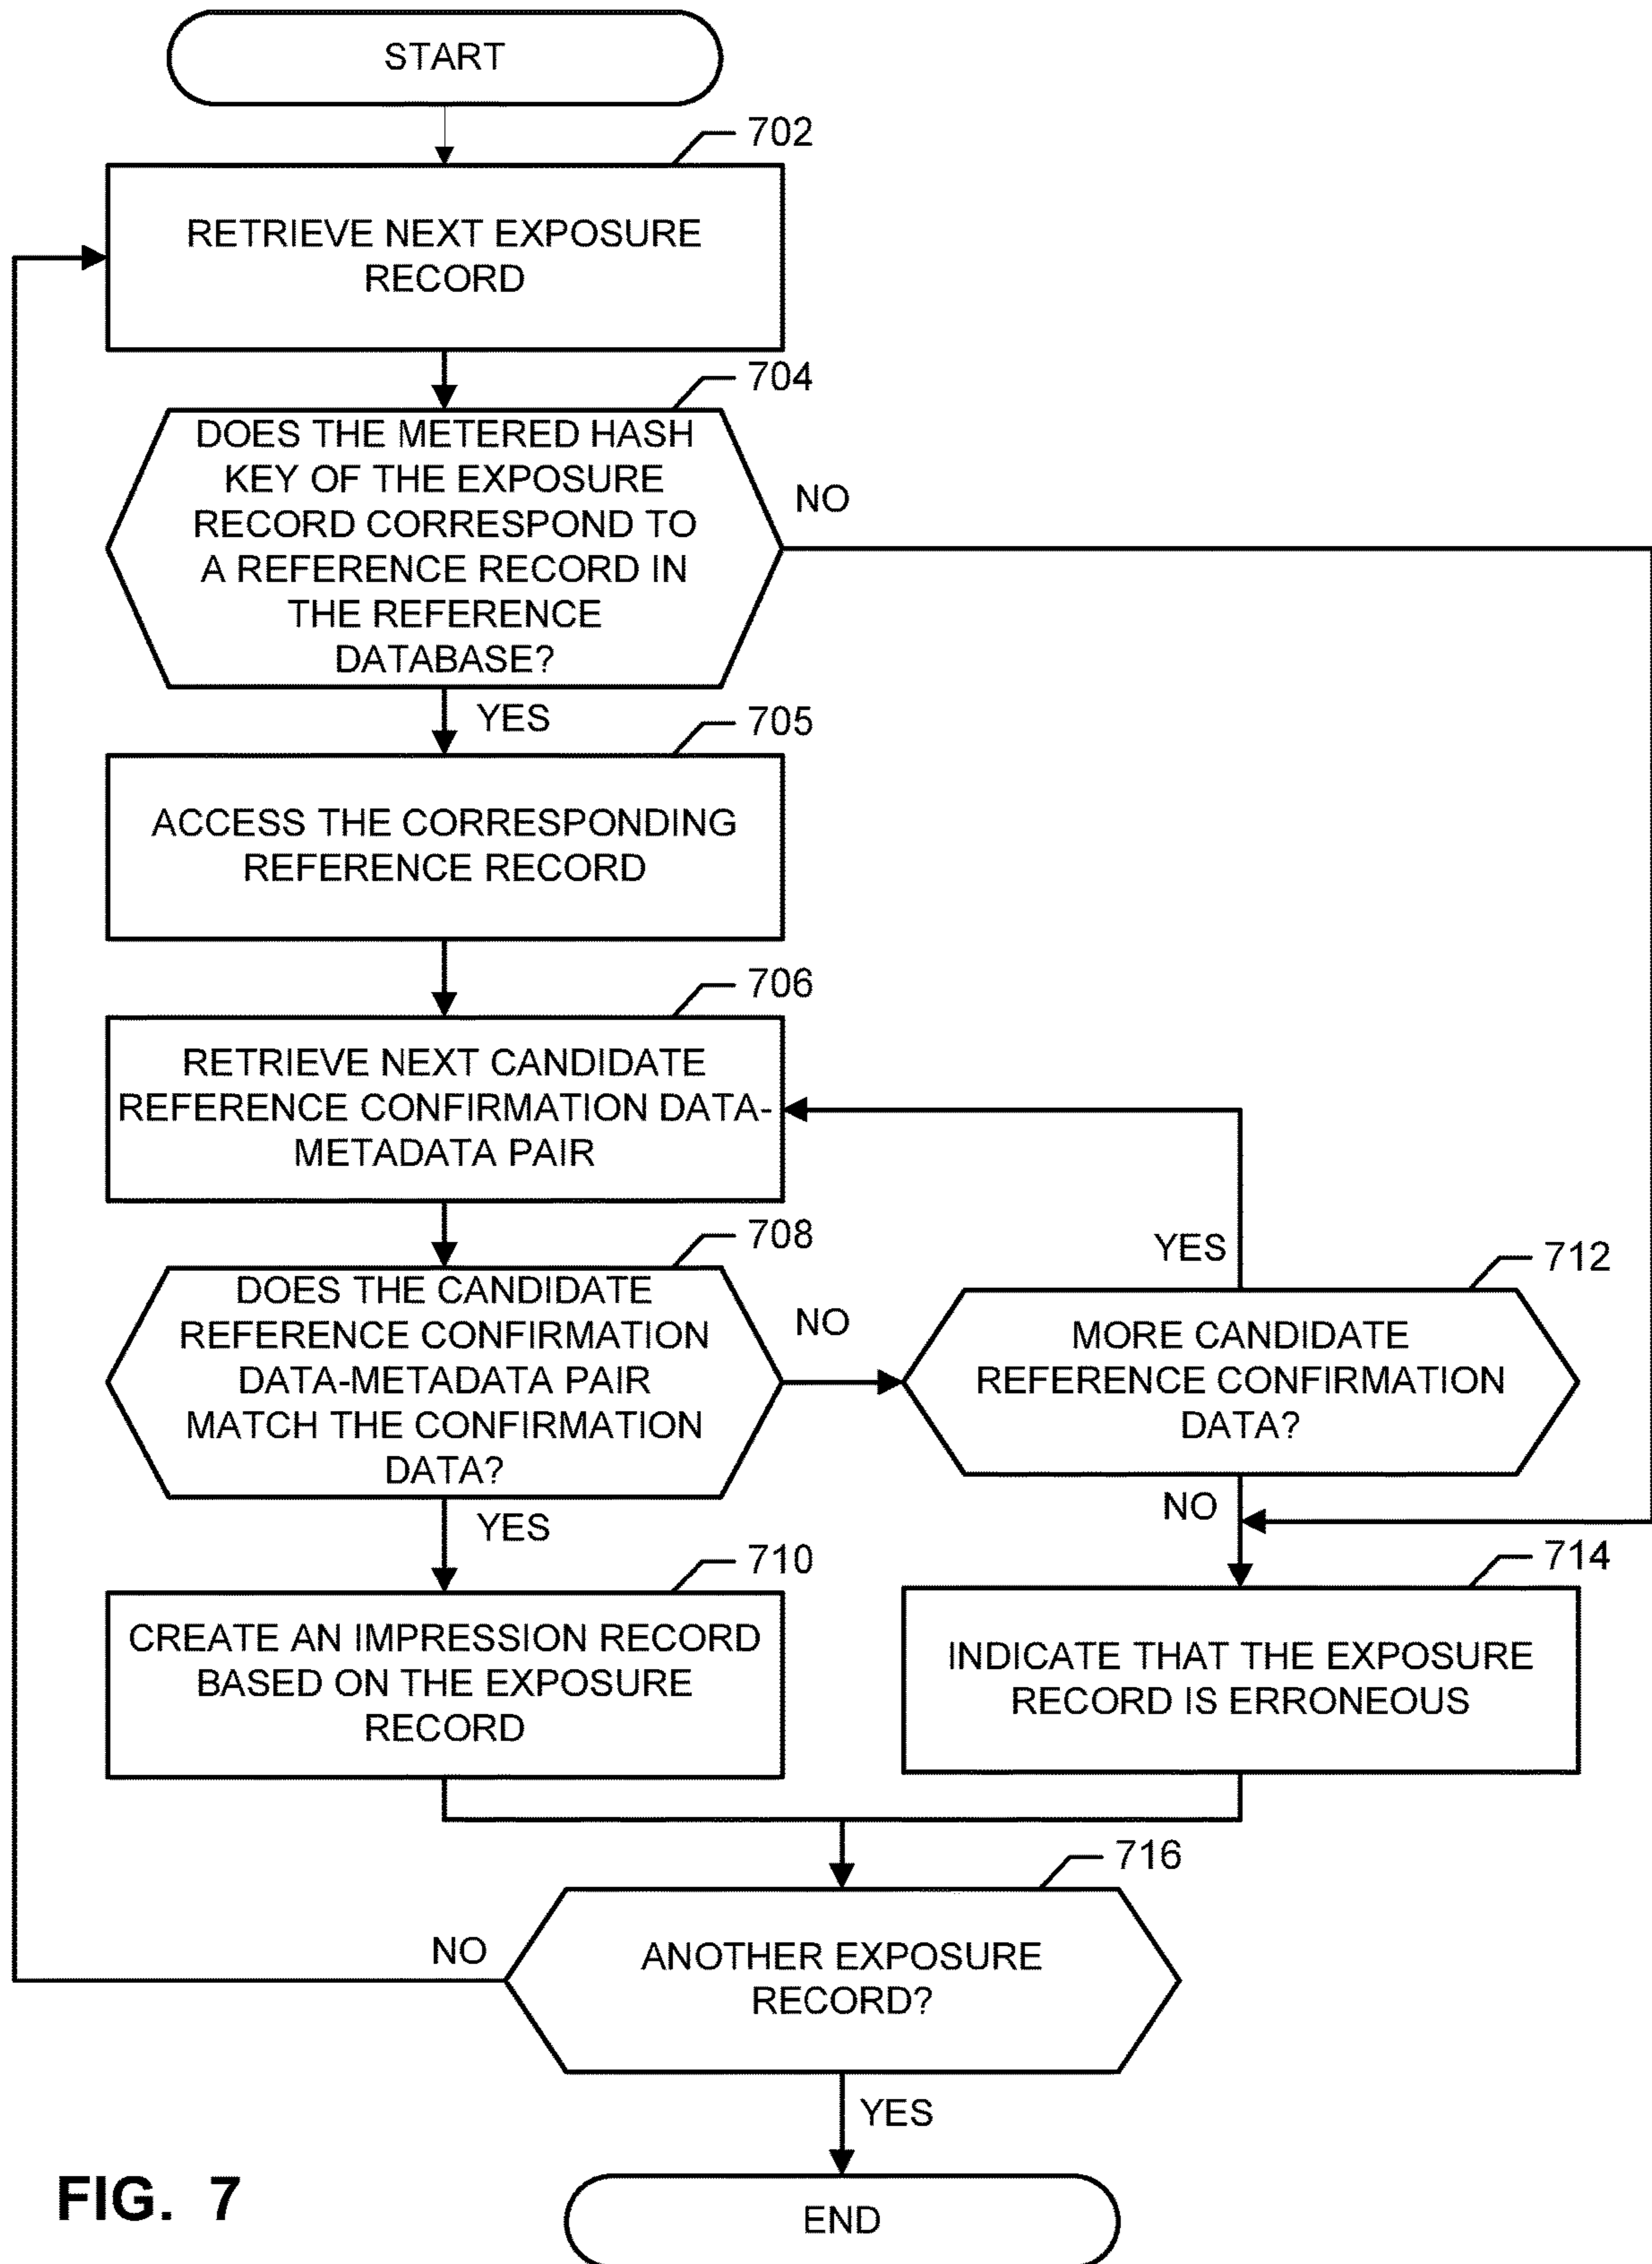 START
702
RETRIEVE NEXT EXPOSURE
RECORD
704
DOES THE METERED HASH
KEY OF THE EXPOSURE
RECORD CORRESPOND TO
A REFERENCE RECORD IN
THE REFERENCE
DATABASE?
NO
YES
705
ACCESS THE CORRESPONDING
REFERENCE RECORD
706
RETRIEVE NEXT CANDIDATE
REFERENCE CONFIRMATION DATA-
METADATA PAIR
708
DOES THE CANDIDATE
REFERENCE CONFIRMATION
DATA-METADATA PAIR
MATCH THE CONFIRMATION
DATA?
NO
YES
YES
712
MORE CANDIDATE
REFERENCE CONFIRMATION
DATA?
NO
710
CREATE AN IMPRESSION RECORD
BASED ON THE EXPOSURE
RECORD
714
INDICATE THAT THE EXPOSURE
RECORD IS ERRONEOUS
716
ANOTHER EXPOSURE
RECORD?
NO
YES
END
FIG. 7